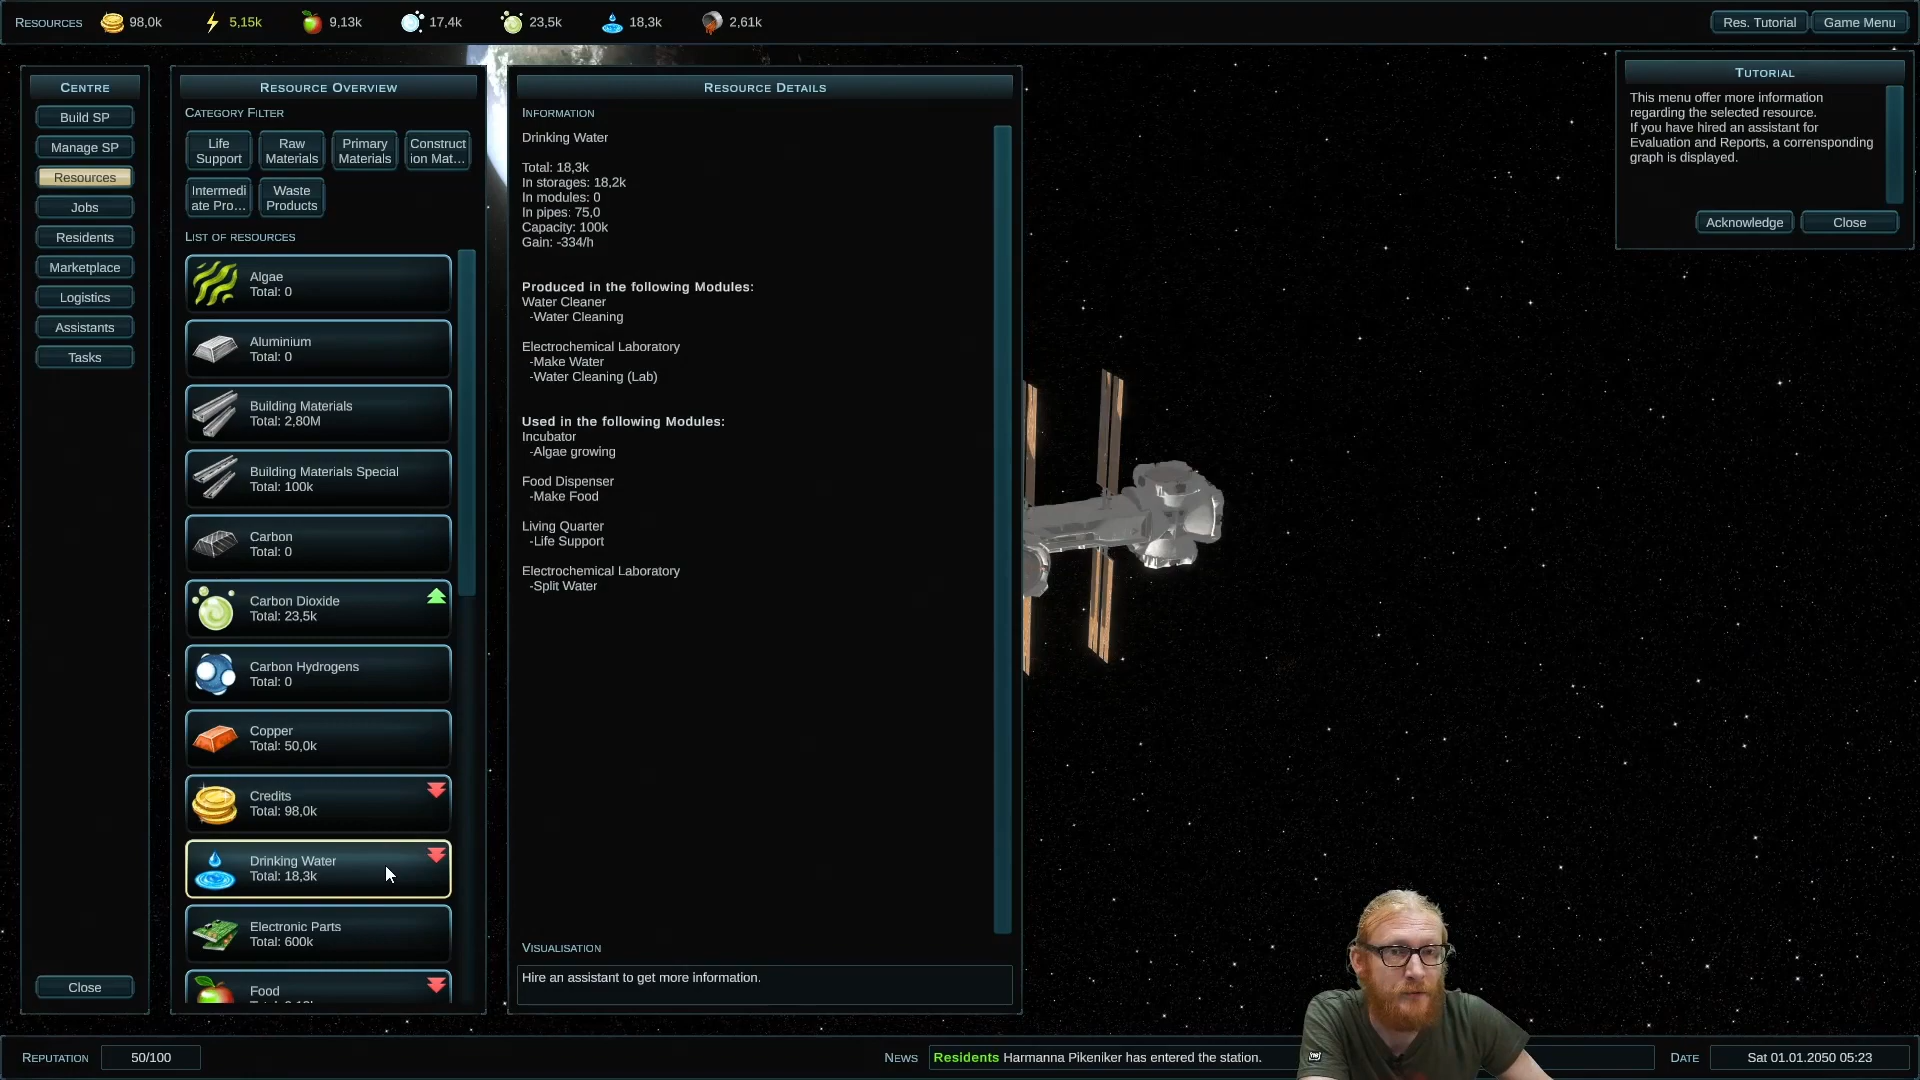 RESOURCES 98,0k 5,15k 9,13k 17,4k 23,5k 18,3k 2,61k Res. Tutorial Game Menu
CENTRE
Build SP
Manage SP
Resources
Jobs
Residents
Marketplace
Logistics
Assistants
Tasks
Close
RESOURCE OVERVIEW
CATEGORY FILTER
Life
Support
Raw
Materials
Primary
Materials
Construct
ion Mat...
Intermedi
ate Pro...
Waste
Products
LIST OF RESOURCES
Algae
Total: 0
Aluminium
Total: 0
Building Materials
Total: 2,80M
Building Materials Special
Total: 100k
Carbon
Total: 0
Carbon Dioxide
Total: 23,5k
Carbon Hydrogens
Total: 0
Copper
Total: 50,0k
Credits
Total: 98,0k
Drinking Water
Total: 18,3k
Electronic Parts
Total: 600k
Food
RESOURCE DETAILS
INFORMATION
Drinking Water
Total: 18,3k
In storages: 18,2k
In modules: 0
In pipes: 75,0
Capacity: 100k
Gain: -334/h
Produced in the following Modules:
Water Cleaner
-Water Cleaning
Electrochemical Laboratory
-Make Water
-Water Cleaning (Lab)
Used in the following Modules:
Incubator
-Algae growing
Food Dispenser
-Make Food
Living Quarter
-Life Support
Electrochemical Laboratory
-Split Water
VISUALISATION
Hire an assistant to get more information.
TUTORIAL
This menu offer more information
regarding the selected resource.
If you have hired an assistant for
Evaluation and Reports, a corrensponding
graph is displayed.
Acknowledge Close
REPUTATION 50/100
NEWS Residents Harmanna Pikeniker has entered the station.
DATE Sat 01.01.2050 05:23